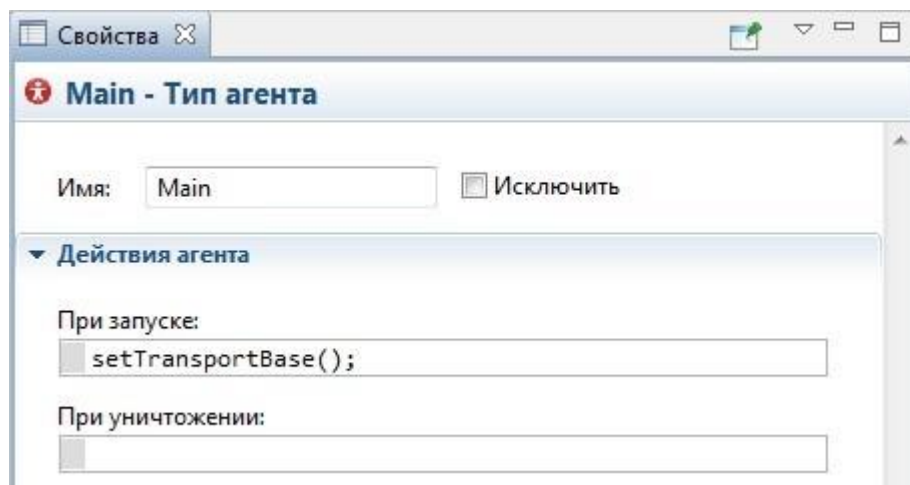 Свойства
Main - Тип агента
Имя: Main Исключить
Действия агента
При запуске:
setTransportBase();
При уничтожении: